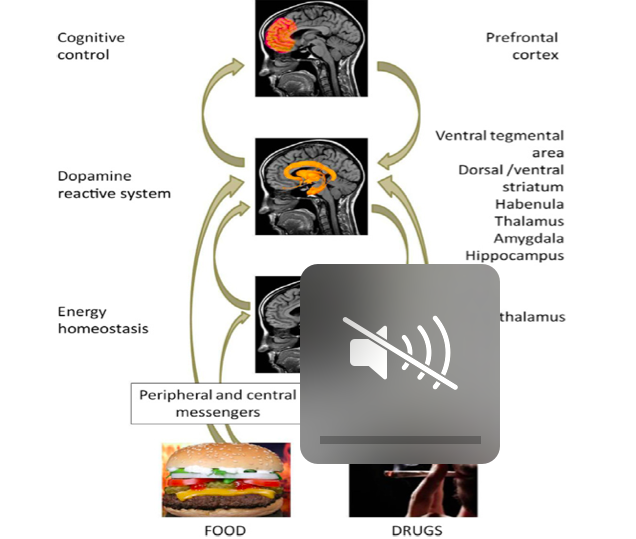 Cognitive
control
Prefrontal
cortex
Ventral tegmental
area
Dorsal /ventral
striatum
Habenula
Thalamus
Amygdala
Hippocampus
Dopamine
reactive system
Energy
homeostasis
thalamus
Peripheral and central
messengers
FOOD
DRUGS